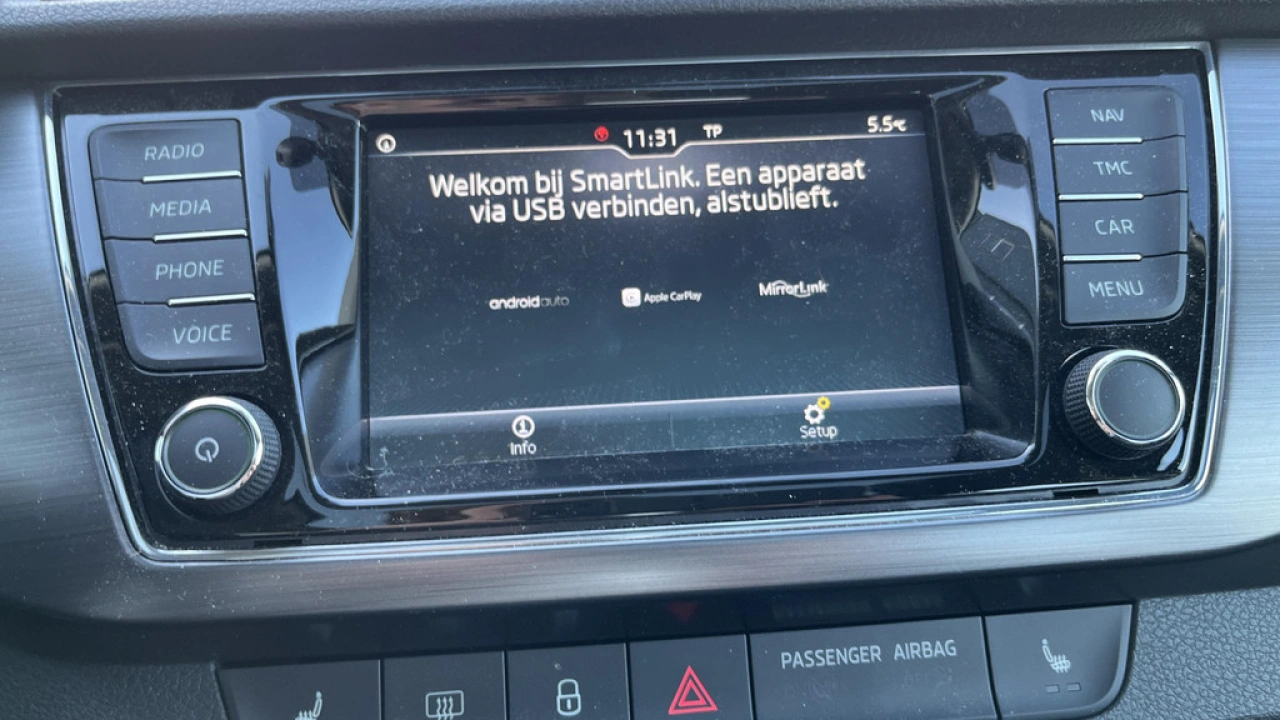 RADIO
MEDIA
PHONE
VOICE
11:31 TP 5.5°C
Welkom bij SmartLink. Een apparaat
via USB verbinden, alstublieft.
androidauto Apple CarPlay MirrorLink
Info Setup
NAV
TMC
CAR
MENU
PASSENGER AIRBAG